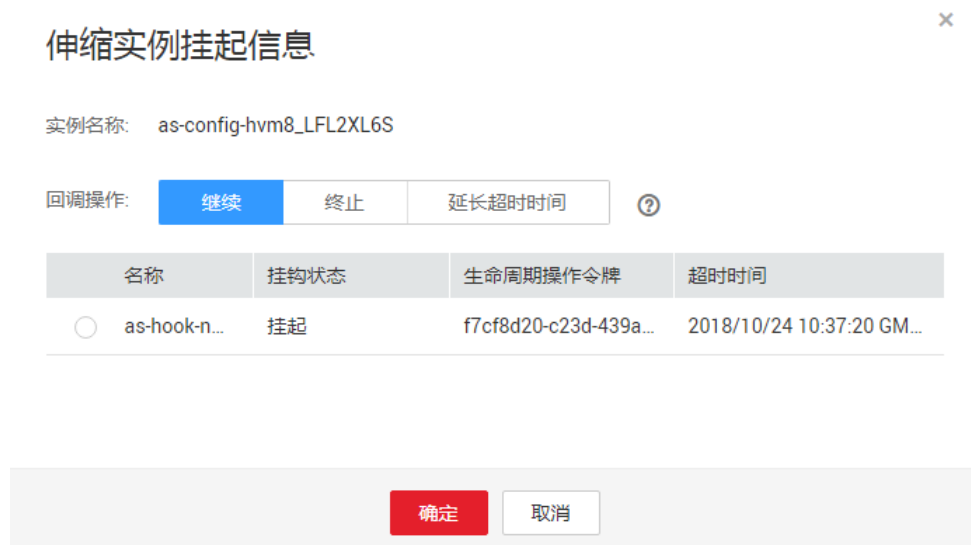 ×
伸缩实例挂起信息
实例名称: as-config-hvm8_LFL2XL6S
回调操作: 继续 终止 延长超时时间 ?
名称 挂钩状态 生命周期操作令牌 超时时间
as-hook-n... 挂起 f7cf8d20-c23d-439a... 2018/10/24 10:37:20 GM...
确定 取消